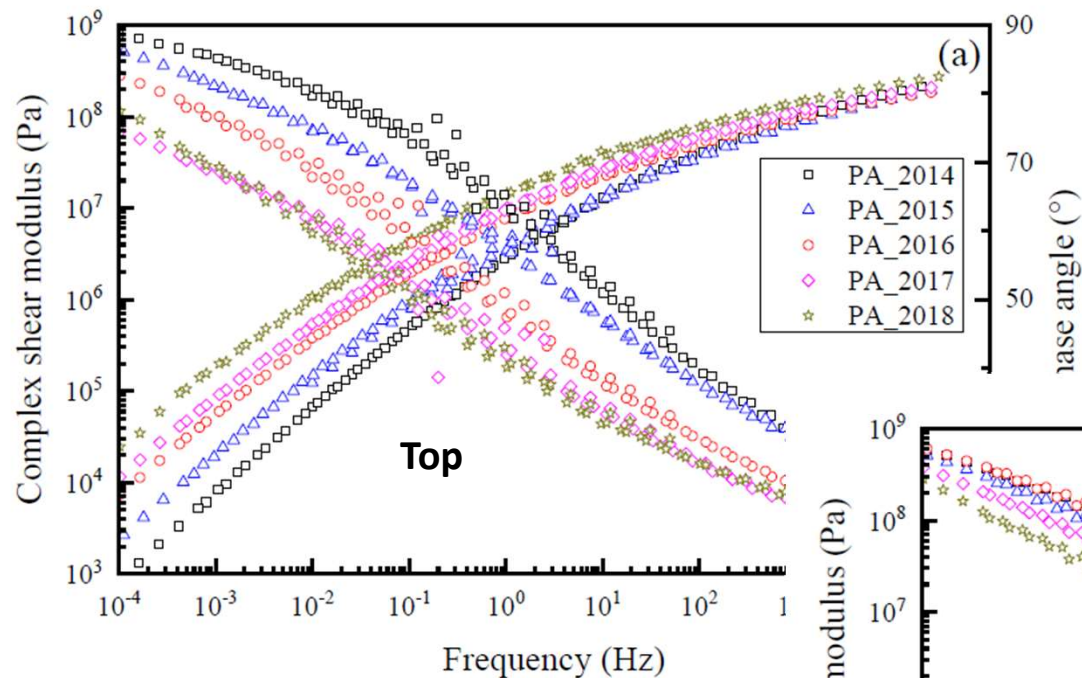 10⁹
10⁸
10⁷
10⁶
10⁵
10⁴
10³
Complex shear modulus (Pa)
(a)
90
70
50
PA_2014
PA_2015
PA_2016
PA_2017
PA_2018
Top
10⁻⁴ 10⁻³ 10⁻² 10⁻¹ 10⁰ 10¹ 10²
Frequency (Hz)
angle (°)
10⁹
10⁸
10⁷
modulus (Pa)